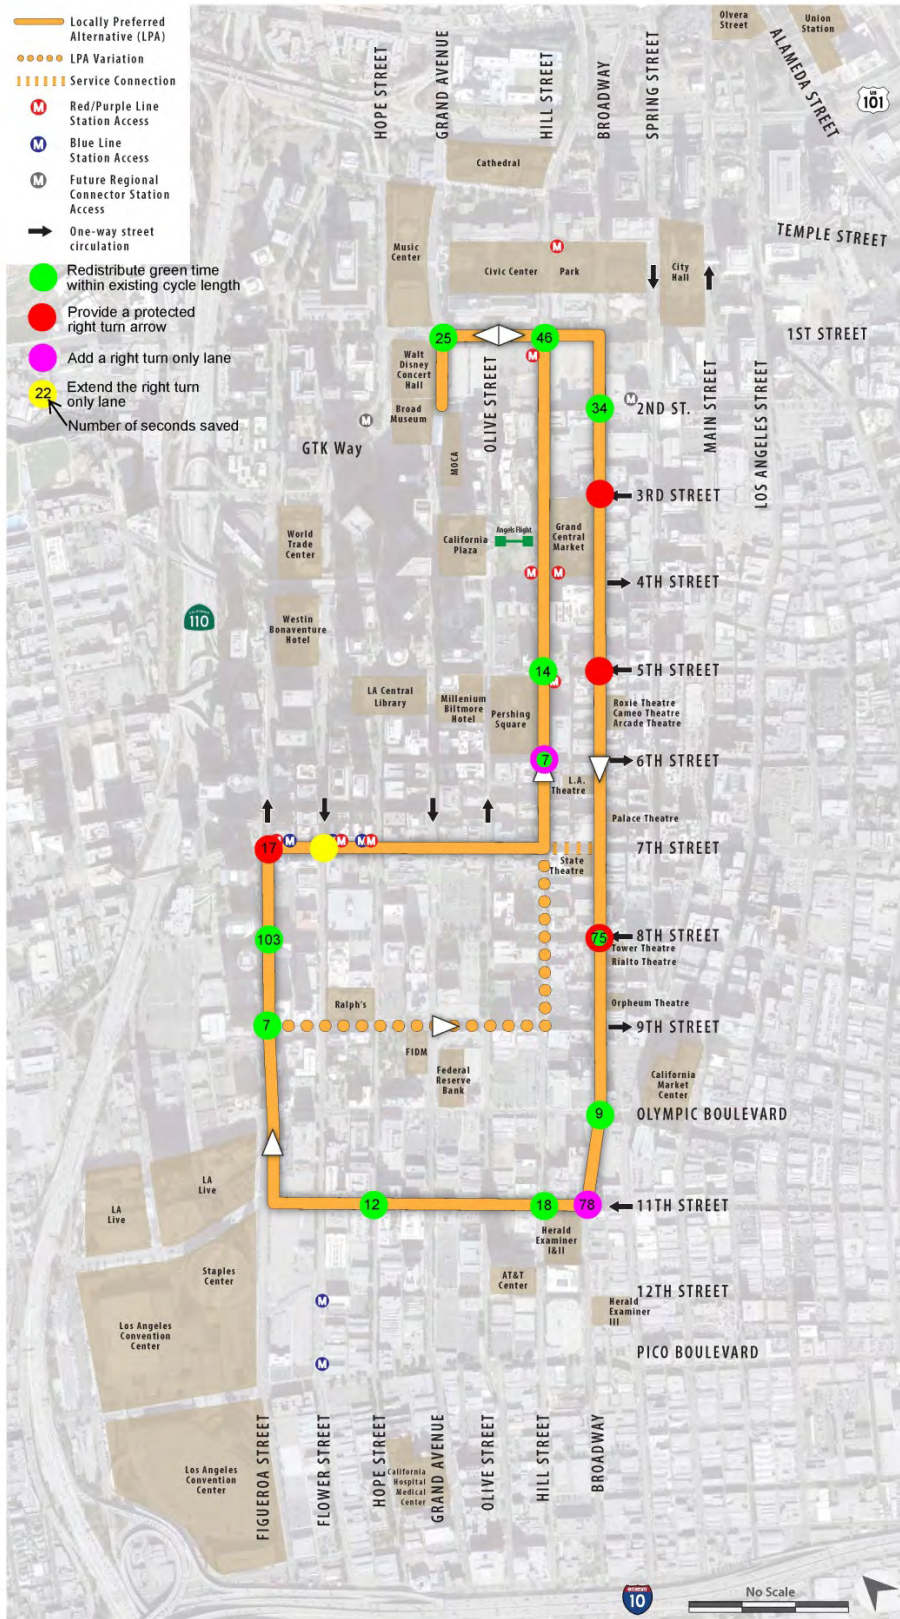 Locally Preferred
Alternative (LPA)
LPA Variation
Service Connection
M
Red/Purple Line
Station Access
M
Blue Line
Station Access
M
Future Regional
Connector Station
Access
One-way street
circulation
Redistribute green time
within existing cycle length
Provide a protected
right turn arrow
Add a right turn only lane
22
Extend the right turn
only lane
Number of seconds saved
Olvera
Street
Union
Station
HOPE STREET
GRAND AVENUE
HILL STREET
BROADWAY
SPRING STREET
ALAMEDA STREET
US
101
Cathedral
TEMPLE STREET
Music
Center
Civic Center
Park
M
City
Hall
25
46
1ST STREET
Walt
Disney
Concert
Hall
M
Broad
Museum
OLIVE STREET
34
M
2ND ST.
MAIN STREET
LOS ANGELES STREET
M
GTK Way
MOCA
3RD STREET
World
Trade
Center
California
Plaza
Angels Flight
Grand
Central
Market
M
M
4TH STREET
CALIFORNIA
110
Westin
Bonaventure
Hotel
14
M
5TH STREET
LA Central
Library
Millenium
Biltmore
Hotel
Pershing
Square
Roxie Theatre
Cameo Theatre
Arcade Theatre
7
6TH STREET
L.A.
Theatre
Palace Theatre
17
M
M
M
M
7TH STREET
State
Theatre
103
75
8TH STREET
Tower Theatre
Rialto Theatre
Ralph's
Orpheum Theatre
7
9TH STREET
FIDM
Federal
Reserve
Bank
California
Market
Center
9
OLYMPIC BOULEVARD
LA
Live
LA
Live
12
18
78
11TH STREET
Herald
Examiner
I&II
Staples
Center
AT&T
Center
12TH STREET
M
Herald
Examiner
III
Los Angeles
Convention
Center
M
PICO BOULEVARD
FIGUEROA STREET
FLOWER STREET
HOPE STREET
GRAND AVENUE
OLIVE STREET
HILL STREET
BROADWAY
Los Angeles
Convention
Center
California
Hospital
Medical
Center
INTERSTATE
10
No Scale